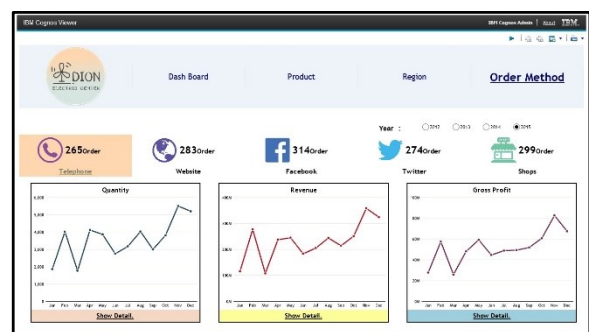 IBM Cognos Viewer
IBM Cognos Admin | About IBM.
DION
ELECTRIC CENTER
Dash Board Product Region Order Method
Year : 2012 2013 2014 2015
265Order 283Order 314Order 274Order 299Order
Telephone Website Facebook Twitter Shops
Quantity Revenue Gross Profit
Jan Feb Mar Apr May Jun Jul Aug Sep Oct Nov Dec Jan Feb Mar Apr May Jun Jul Aug Sep Oct Nov Dec Jan Feb Mar Apr May Jun Jul Aug Sep Oct Nov Dec
Show Detail. Show Detail. Show Detail.